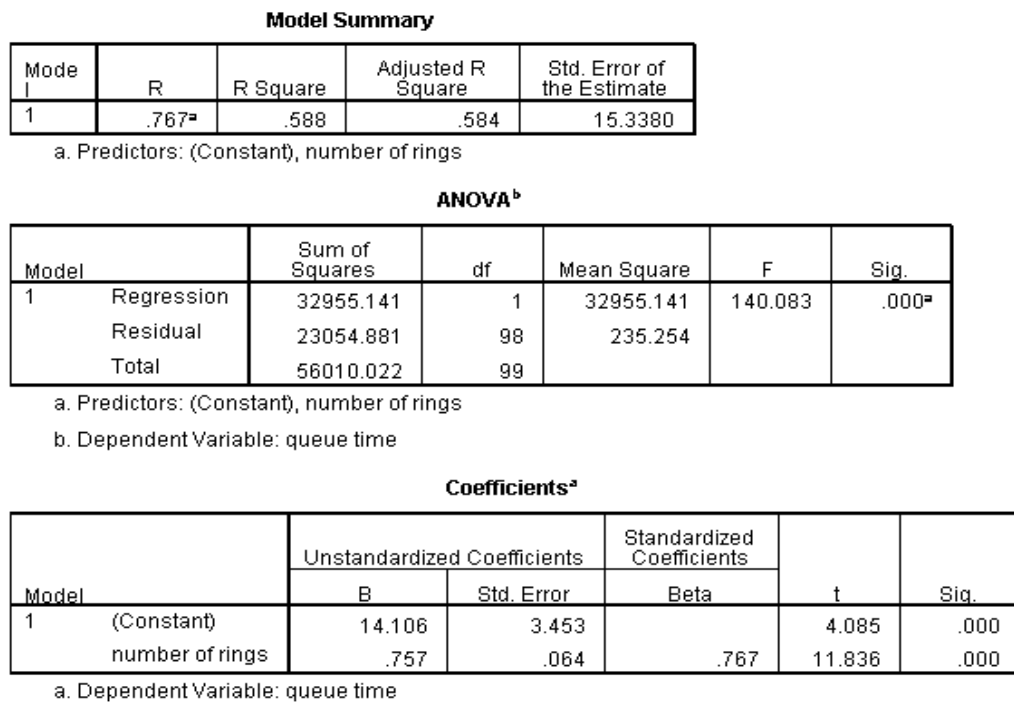 Model Summary
Mode
l R R Square Adjusted R
Square Std. Error of
the Estimate
1 .767ᵃ .588 .584 15.3380
a. Predictors: (Constant), number of rings
ANOVAᵇ
Model Sum of
Squares df Mean Square F Sig.
1 Regression 32955.141 1 32955.141 140.083 .000ᵃ
Residual 23054.881 98 235.254
Total 56010.022 99
a. Predictors: (Constant), number of rings
b. Dependent Variable: queue time
Coefficientsᵃ
Unstandardized Coefficients Standardized
Coefficients
Model B Std. Error Beta t Sig.
1 (Constant) 14.106 3.453 4.085 .000
number of rings .757 .064 .767 11.836 .000
a. Dependent Variable: queue time